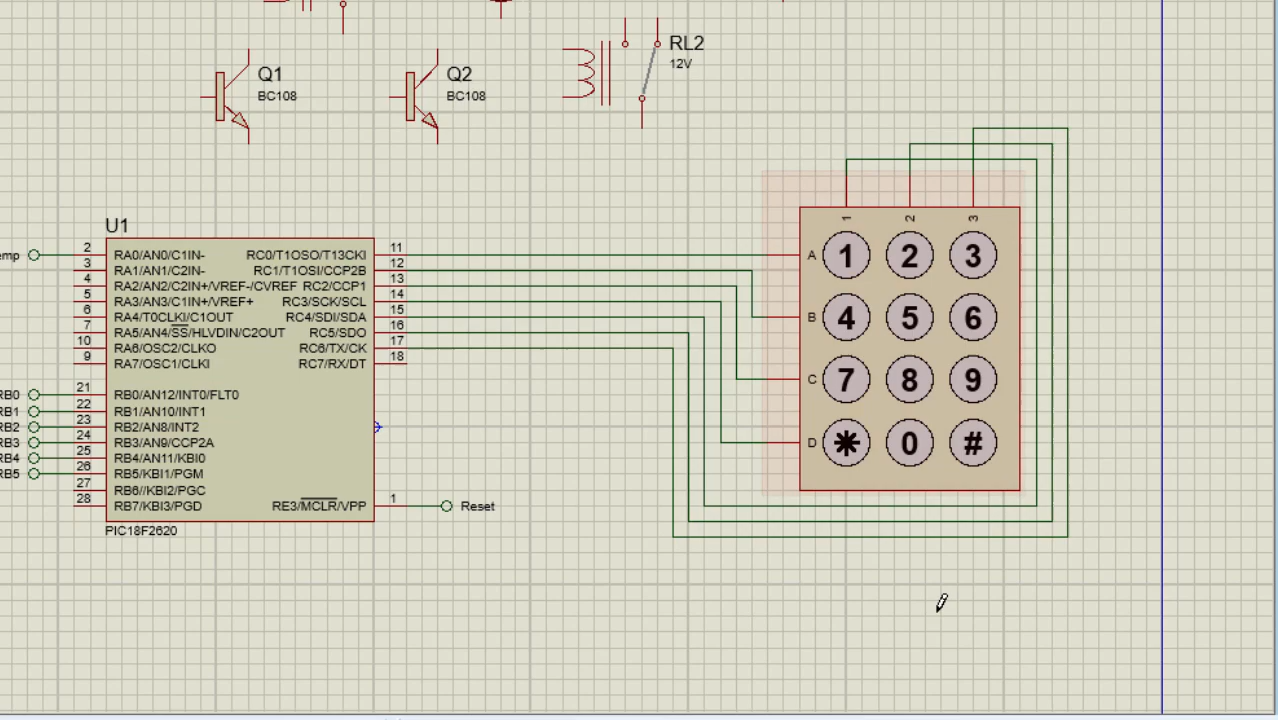 RL2
12V
Q1
BC108
Q2
BC108
U1
emp
2 RA0/AN0/C1IN- RC0/T1OSO/T13CKI 11
3 RA1/AN1/C2IN- RC1/T1OSI/CCP2B 12
4 RA2/AN2/C2IN+/VREF-/CVREF RC2/CCP1 13
5 RA3/AN3/C1IN+/VREF+ RC3/SCK/SCL 14
6 RA4/T0CLKI/C1OUT RC4/SDI/SDA 15
7 RA5/AN4/SS/HLVDIN/C2OUT RC5/SDO 16
10 RA6/OSC2/CLKO RC6/TX/CK 17
9 RA7/OSC1/CLKI RC7/RX/DT 18
RB0 21 RB0/AN12/INT0/FLT0
RB1 22 RB1/AN10/INT1
RB2 23 RB2/AN8/INT2
RB3 24 RB3/AN9/CCP2A
RB4 25 RB4/AN11/KBI0
RB5 26 RB5/KBI1/PGM
27 RB6//KBI2/PGC
28 RB7/KBI3/PGD RE3/MCLR/VPP 1 Reset
PIC18F2620
1 2 3
A 1 2 3
B 4 5 6
C 7 8 9
D * 0 #